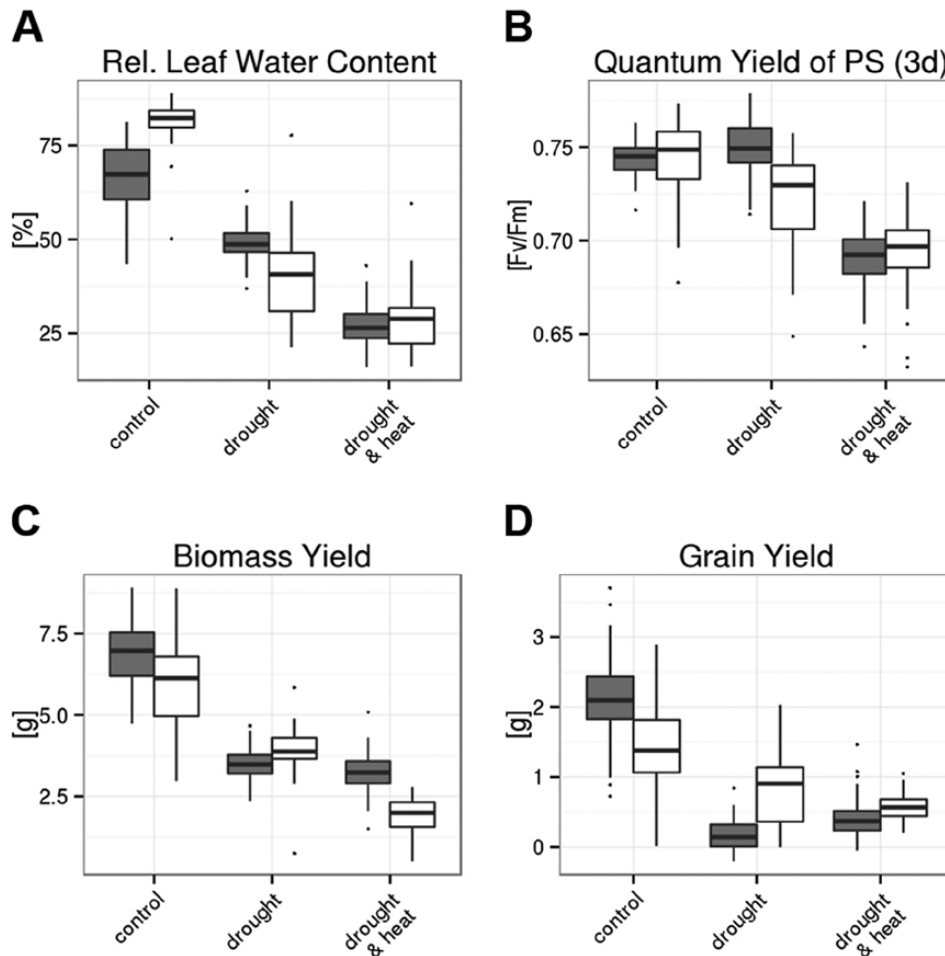 A
Rel. Leaf Water Content
[%]
75
50
25
control
drought
drought
& heat
B
Quantum Yield of PS (3d)
[Fv/Fm]
0.75
0.70
0.65
control
drought
drought
& heat
C
Biomass Yield
[g]
7.5
5.0
2.5
control
drought
drought
& heat
D
Grain Yield
[g]
3
2
1
0
control
drought
drought
& heat